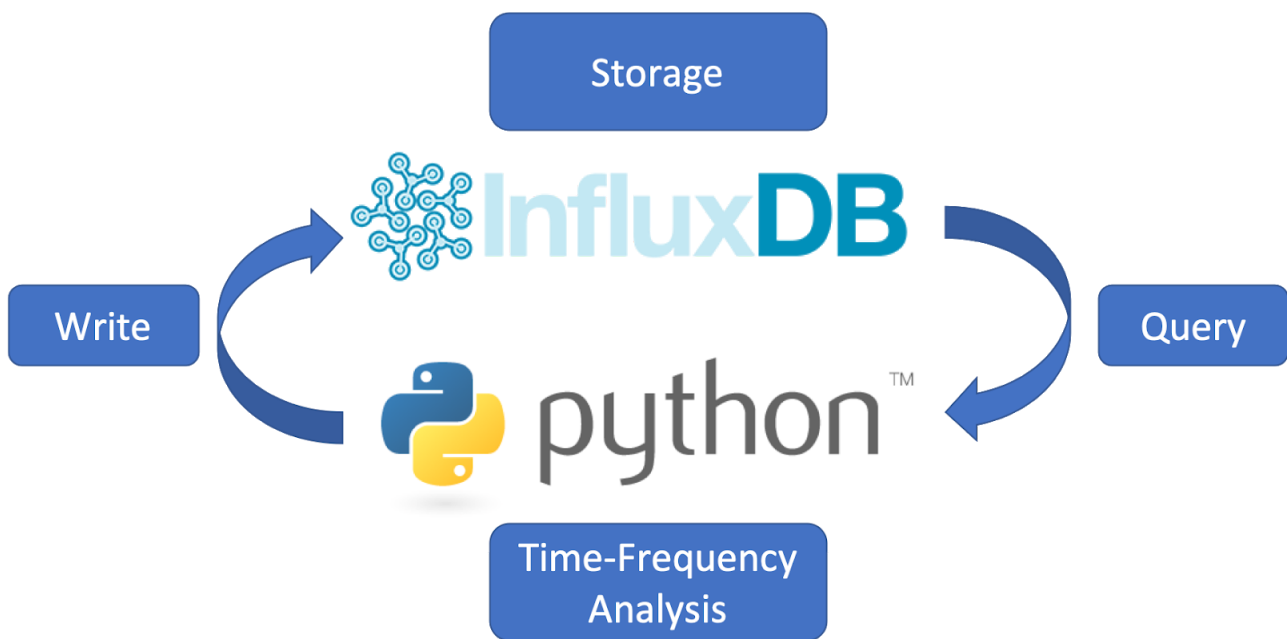 Storage
InfluxDB
Write
Query
python™
Time-Frequency
Analysis